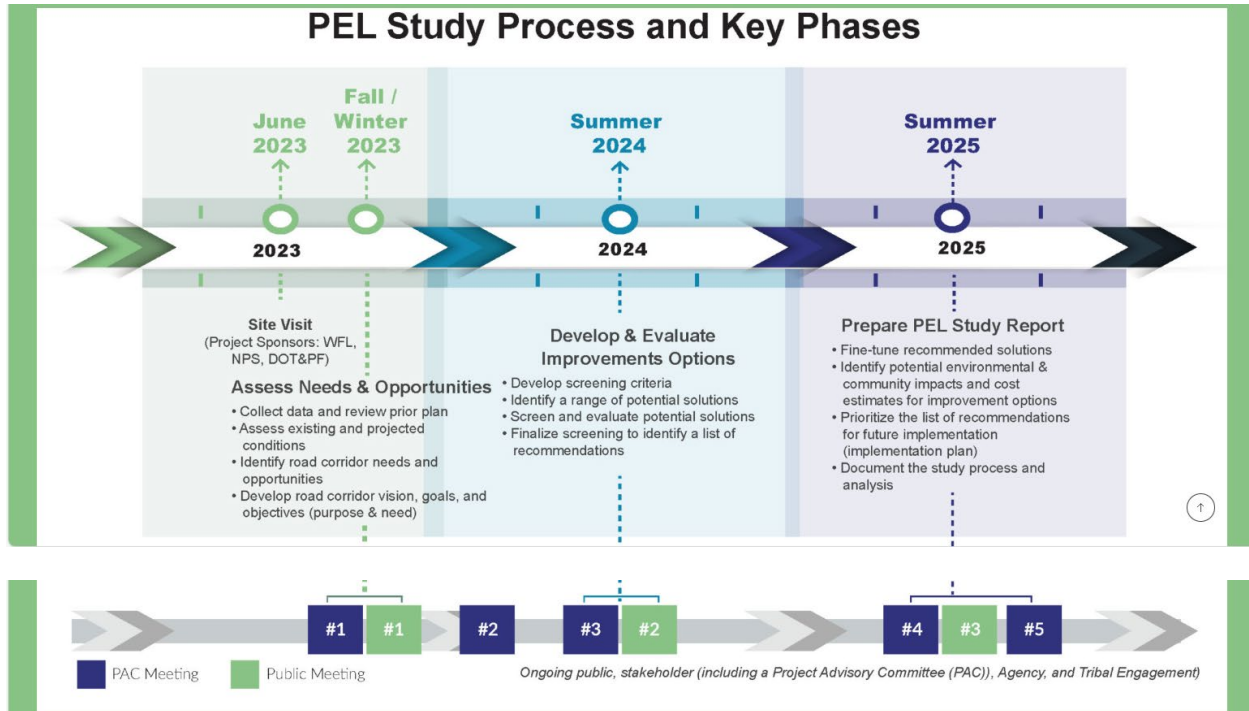 PEL Study Process and Key Phases
June
2023
Fall /
Winter
2023
Summer
2024
Summer
2025
2023
2024
2025
Site Visit
(Project Sponsors: WFL,
NPS, DOT&PF)
Assess Needs & Opportunities
• Collect data and review prior plan
• Assess existing and projected
conditions
• Identify road corridor needs and
opportunities
• Develop road corridor vision, goals, and
objectives (purpose & need)
Develop & Evaluate
Improvements Options
• Develop screening criteria
• Identify a range of potential solutions
• Screen and evaluate potential solutions
• Finalize screening to identify a list of
recommendations
Prepare PEL Study Report
• Fine-tune recommended solutions
• Identify potential environmental &
community impacts and cost
estimates for improvement options
• Prioritize the list of recommendations
for future implementation
(implementation plan)
• Document the study process and
analysis
#1 #1 #2 #3 #2 #4 #3 #5
PAC Meeting
Public Meeting
Ongoing public, stakeholder (including a Project Advisory Committee (PAC)), Agency, and Tribal Engagement)